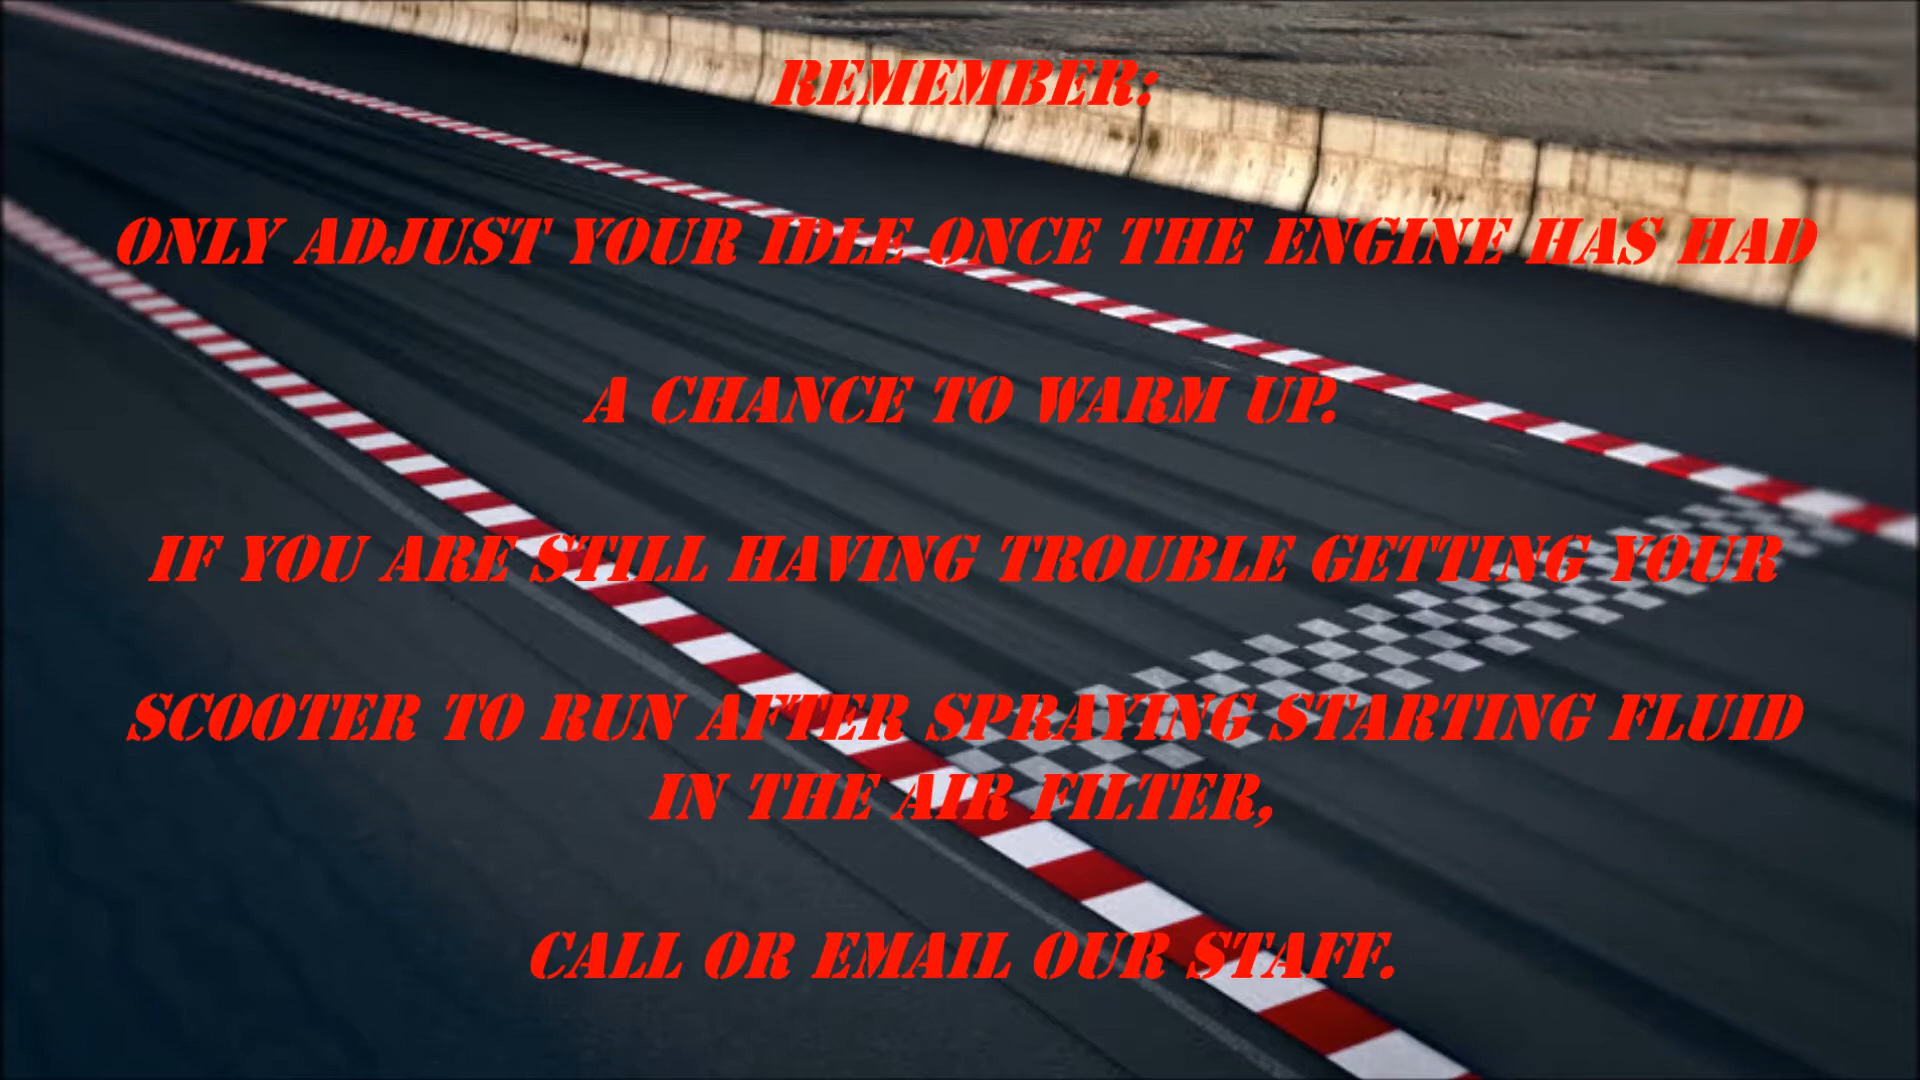 REMEMBER:
ONLY ADJUST YOUR IDLE ONCE THE ENGINE HAS HAD
A CHANCE TO WARM UP.
IF YOU ARE STILL HAVING TROUBLE GETTING YOUR
SCOOTER TO RUN AFTER SPRAYING STARTING FLUID
IN THE AIR FILTER,
CALL OR EMAIL OUR STAFF.